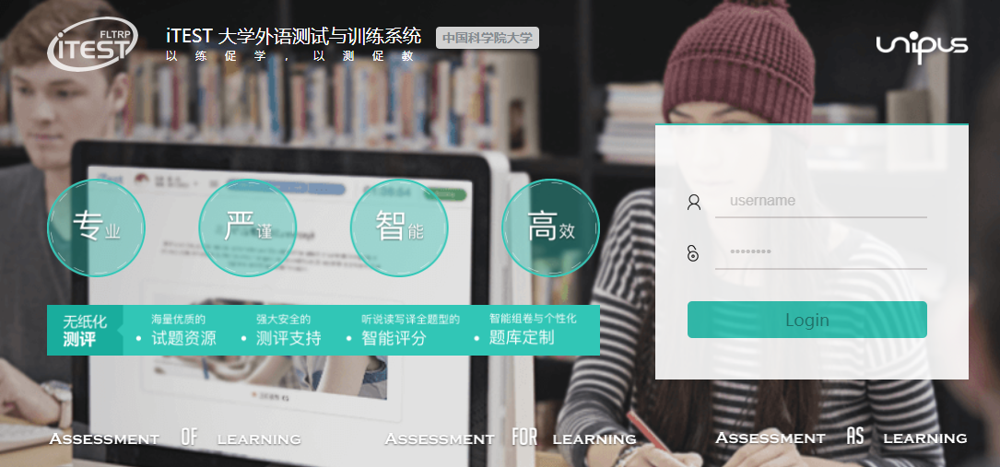 FLTRP
iTEST
iTEST 大学外语测试与训练系统
中国科学院大学
以练促学，以测促教
unipus
iTest
专业
严谨
智能
高效
username
Login
无纸化
测评
海量优质的
试题资源
强大安全的
测评支持
听说读写译全题型的
智能评分
智能组卷与个性化
题库定制
ASSESSMENT OF LEARNING
ASSESSMENT FOR LEARNING
ASSESSMENT AS LEARNING